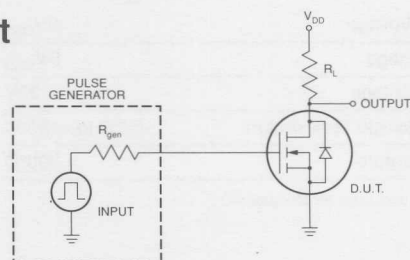 t
V_DD
R_L
PULSE
GENERATOR
OUTPUT
R_gen
D.U.T.
INPUT